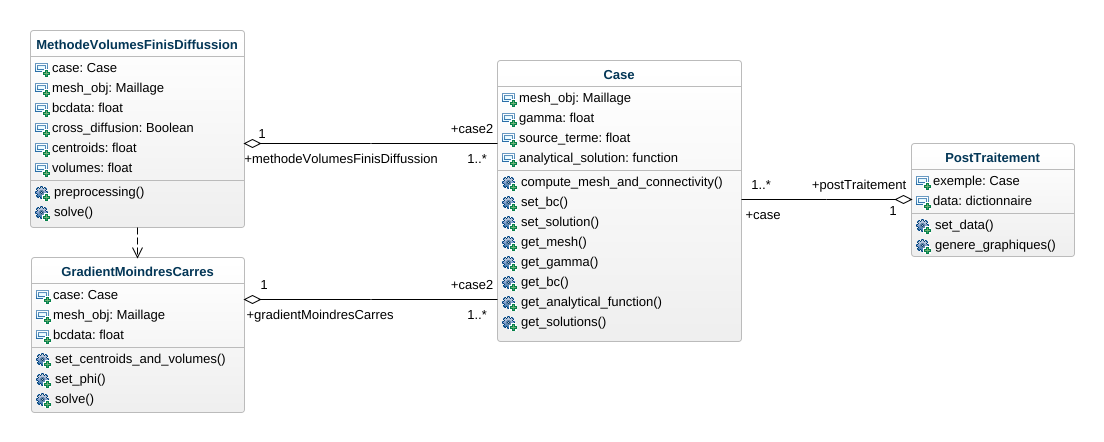 MethodeVolumesFinisDiffussion
case: Case
mesh_obj: Maillage
bcdata: float
cross_diffusion: Boolean
centroids: float
volumes: float
preprocessing()
solve()
1
+methodeVolumesFinisDiffusion
+case2
1..*
GradientMoindresCarres
case: Case
mesh_obj: Maillage
bcdata: float
set_centroids_and_volumes()
set_phi()
solve()
1
+gradientMoindresCarres
+case2
1..*
Case
mesh_obj: Maillage
gamma: float
source_terme: float
analytical_solution: function
compute_mesh_and_connectivity()
set_bc()
set_solution()
get_mesh()
get_gamma()
get_bc()
get_analytical_function()
get_solutions()
1..*
+case
+postTraitement
1
PostTraitement
exemple: Case
data: dictionnaire
set_data()
genere_graphiques()